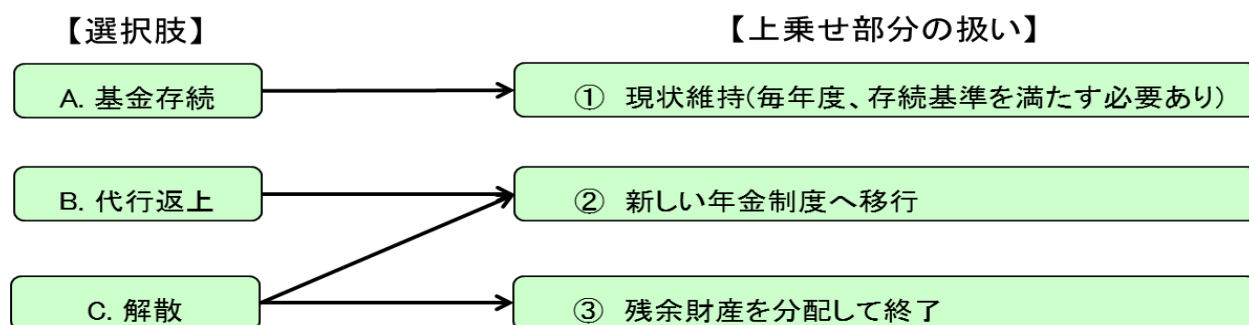 【選択肢】
【上乗せ部分の扱い】
A. 基金存続
① 現状維持(毎年度、存続基準を満たす必要あり)
B. 代行返上
② 新しい年金制度へ移行
C. 解散
③ 残余財産を分配して終了